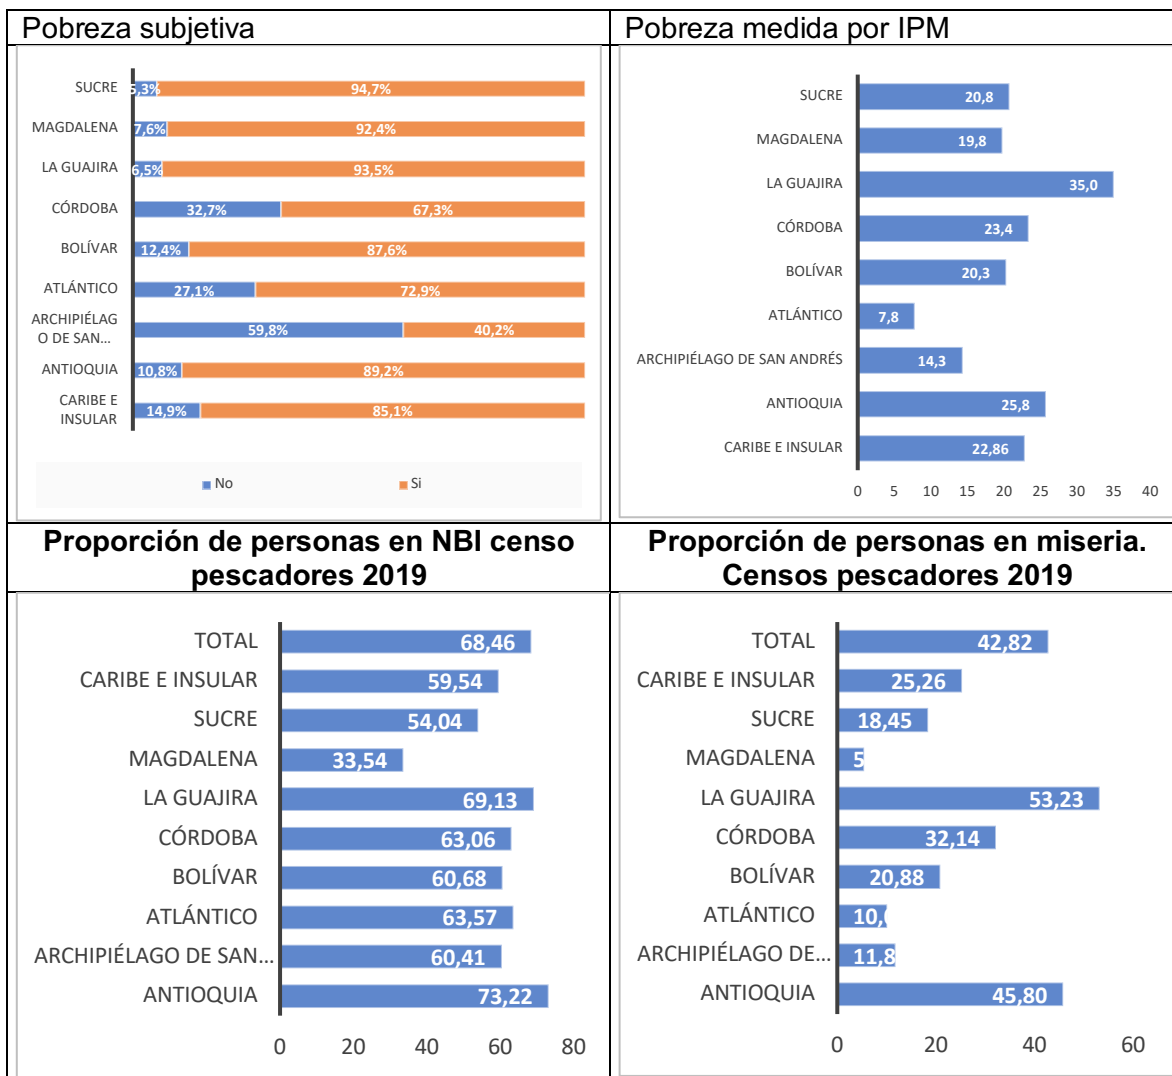 Pobreza subjetiva
SUCRE 5,3% 94,7%
MAGDALENA 7,6% 92,4%
LA GUAJIRA 6,5% 93,5%
CÓRDOBA 32,7% 67,3%
BOLÍVAR 12,4% 87,6%
ATLÁNTICO 27,1% 72,9%
ARCHIPIÉLAG
O DE SAN... 59,8% 40,2%
ANTIOQUIA 10,8% 89,2%
CARIBE E
INSULAR 14,9% 85,1%
No Si
Pobreza medida por IPM
SUCRE 20,8
MAGDALENA 19,8
LA GUAJIRA 35,0
CÓRDOBA 23,4
BOLÍVAR 20,3
ATLÁNTICO 7,8
ARCHIPIÉLAGO DE SAN ANDRÉS 14,3
ANTIOQUIA 25,8
CARIBE E INSULAR 22,86
0 5 10 15 20 25 30 35 40
Proporción de personas en NBI censo
pescadores 2019
TOTAL 68,46
CARIBE E INSULAR 59,54
SUCRE 54,04
MAGDALENA 33,54
LA GUAJIRA 69,13
CÓRDOBA 63,06
BOLÍVAR 60,68
ATLÁNTICO 63,57
ARCHIPIÉLAGO DE SAN... 60,41
ANTIOQUIA 73,22
0 20 40 60 80
Proporción de personas en miseria.
Censos pescadores 2019
TOTAL 42,82
CARIBE E INSULAR 25,26
SUCRE 18,45
MAGDALENA 5
LA GUAJIRA 53,23
CÓRDOBA 32,14
BOLÍVAR 20,88
ATLÁNTICO 10,
ARCHIPIÉLAGO DE... 11,8
ANTIOQUIA 45,80
0 20 40 60